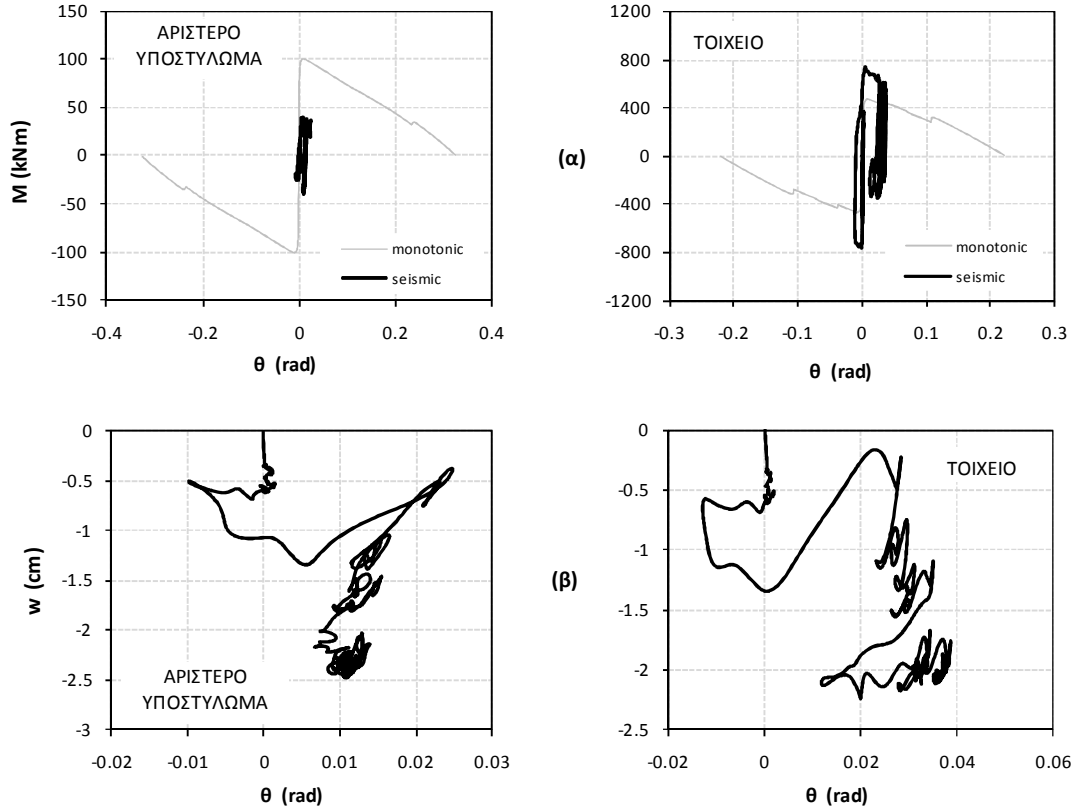 150
100
50
0
-50
-100
-150
M (kNm)
ΑΡΙΣΤΕΡΟ
ΥΠΟΣΤΥΛΩΜΑ
monotonic
seismic
-0.4
-0.2
0
0.2
0.4
θ (rad)
(α)
1200
800
400
0
-400
-800
-1200
ΤΟΙΧΕΙΟ
monotonic
seismic
-0.3
-0.2
-0.1
0
0.1
0.2
0.3
θ (rad)
0
-0.5
-1
-1.5
-2
-2.5
-3
w (cm)
ΑΡΙΣΤΕΡΟ
ΥΠΟΣΤΥΛΩΜΑ
-0.02
-0.01
0
0.01
0.02
0.03
θ (rad)
(β)
0
-0.5
-1
-1.5
-2
-2.5
ΤΟΙΧΕΙΟ
-0.02
0
0.02
0.04
0.06
θ (rad)